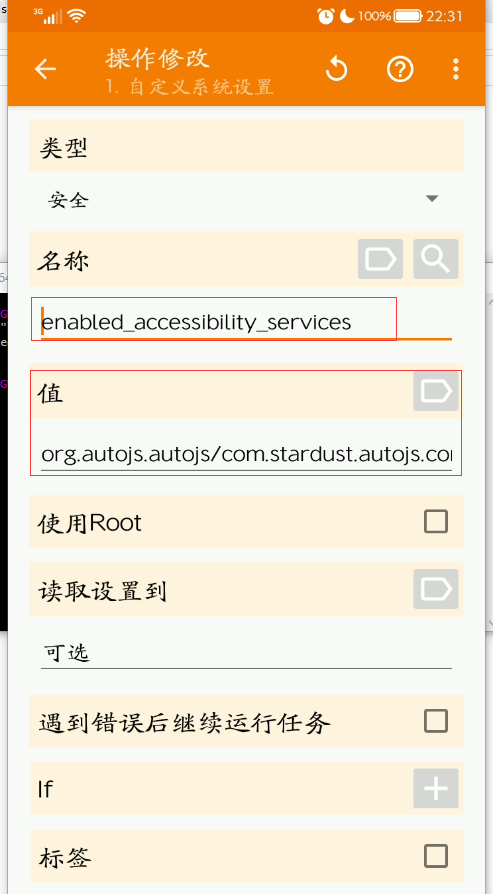 3G 100% 22:31
操作修改
1. 自定义系统设置
类型
安全
名称
enabled_accessibility_services
值
org.autojs.autojs/com.stardust.autojs.co
使用Root
读取设置到
可选
遇到错误后继续运行任务
If
标签